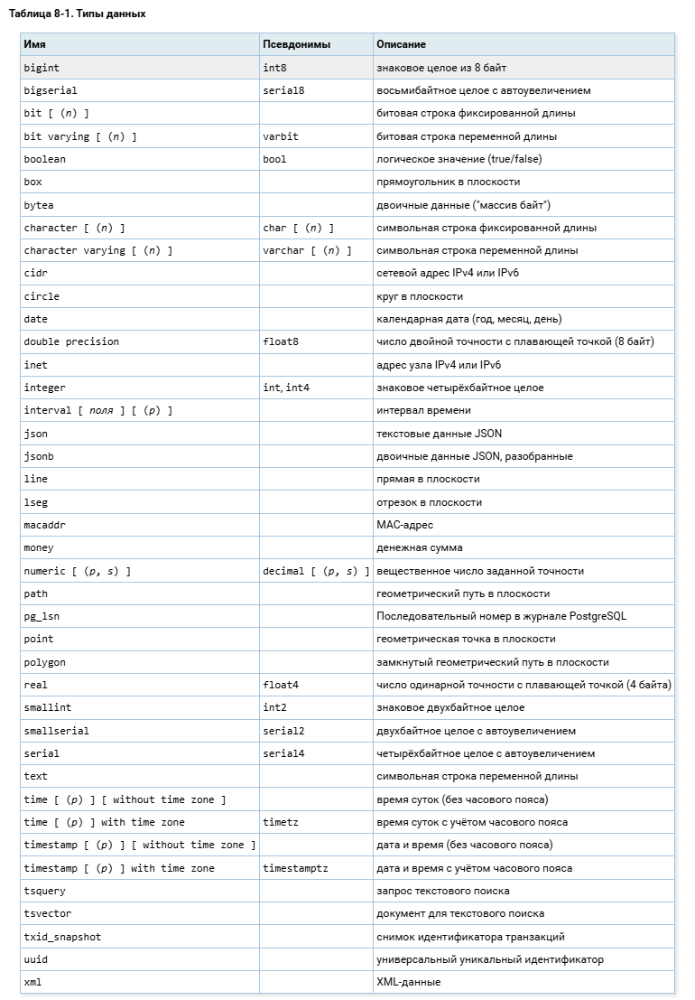 Таблица 8-1. Типы данных
Имя Псевдонимы Описание
bigint int8 знаковое целое из 8 байт
bigserial serial8 восьмибайтное целое с автоувеличением
bit [ (n) ] битовая строка фиксированной длины
bit varying [ (n) ] varbit битовая строка переменной длины
boolean bool логическое значение (true/false)
box прямоугольник в плоскости
bytea двоичные данные ("массив байт")
character [ (n) ] char [ (n) ] символьная строка фиксированной длины
character varying [ (n) ] varchar [ (n) ] символьная строка переменной длины
cidr сетевой адрес IPv4 или IPv6
circle круг в плоскости
date календарная дата (год, месяц, день)
double precision float8 число двойной точности с плавающей точкой (8 байт)
inet адрес узла IPv4 или IPv6
integer int, int4 знаковое четырёхбайтное целое
interval [ поля ] [ (p) ] интервал времени
json текстовые данные JSON
jsonb двоичные данные JSON, разобранные
line прямая в плоскости
lseg отрезок в плоскости
macaddr MAC-адрес
money денежная сумма
numeric [ (p, s) ] decimal [ (p, s) ] вещественное число заданной точности
path геометрический путь в плоскости
pg_lsn Последовательный номер в журнале PostgreSQL
point геометрическая точка в плоскости
polygon замкнутый геометрический путь в плоскости
real float4 число одинарной точности с плавающей точкой (4 байта)
smallint int2 знаковое двухбайтное целое
smallserial serial2 двухбайтное целое с автоувеличением
serial serial4 четырёхбайтное целое с автоувеличением
text символьная строка переменной длины
time [ (p) ] [ without time zone ] время суток (без часового пояса)
time [ (p) ] with time zone timetz время суток с учётом часового пояса
timestamp [ (p) ] [ without time zone ] дата и время (без часового пояса)
timestamp [ (p) ] with time zone timestamptz дата и время с учётом часового пояса
tsquery запрос текстового поиска
tsvector документ для текстового поиска
txid_snapshot снимок идентификатора транзакций
uuid универсальный уникальный идентификатор
xml XML-данные